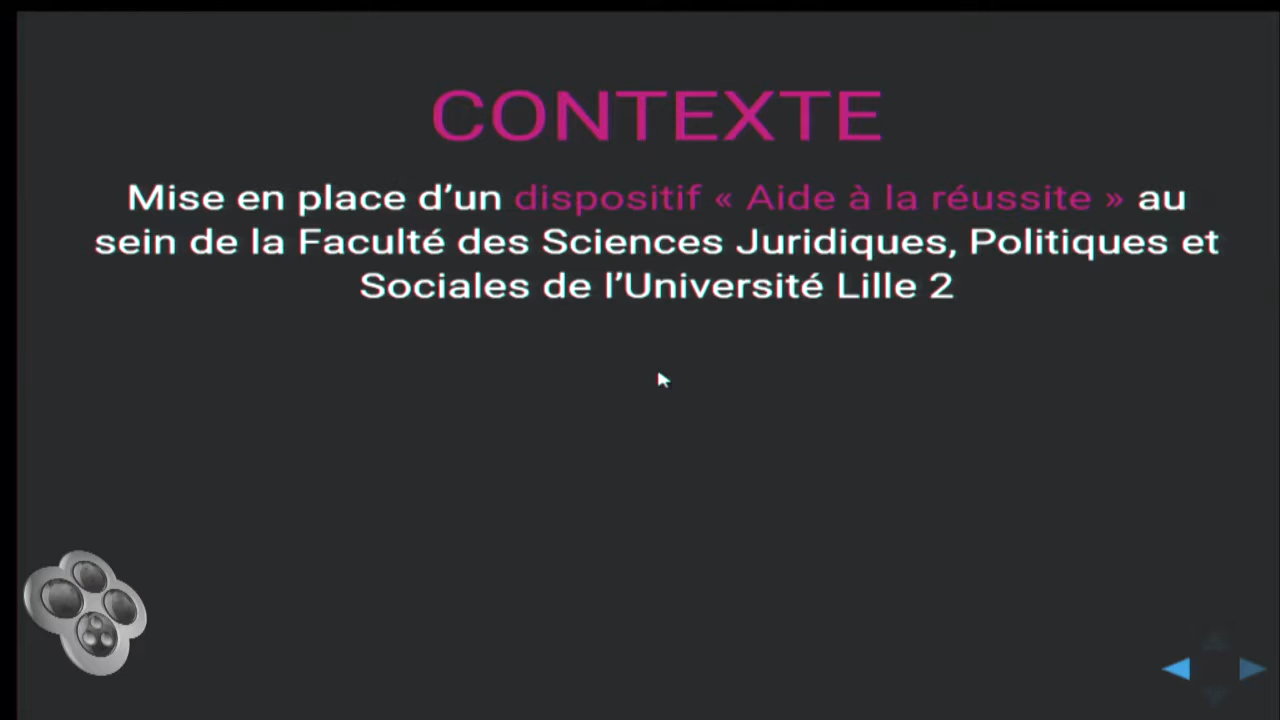 CONTEXTE
Mise en place d’un dispositif « Aide à la réussite » au
sein de la Faculté des Sciences Juridiques, Politiques et
Sociales de l’Université Lille 2